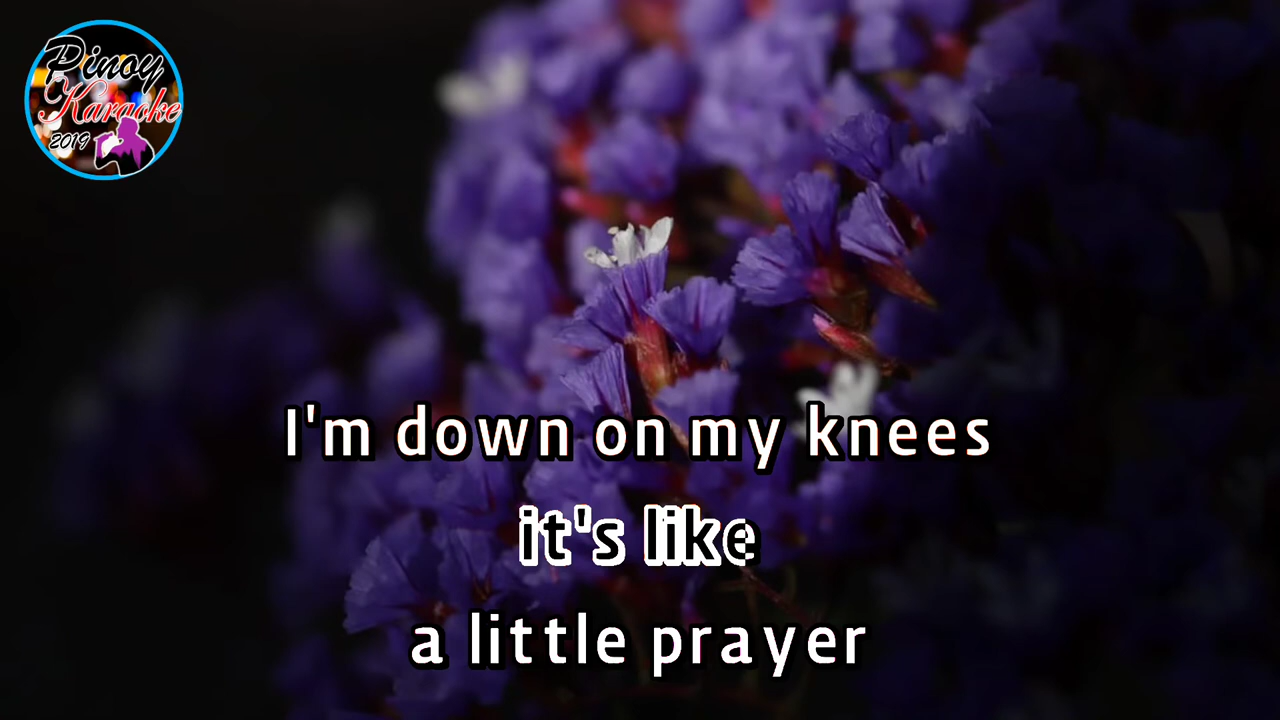 Pinoy
Karaoke
2019
I'm down on my knees
it's like
a little prayer